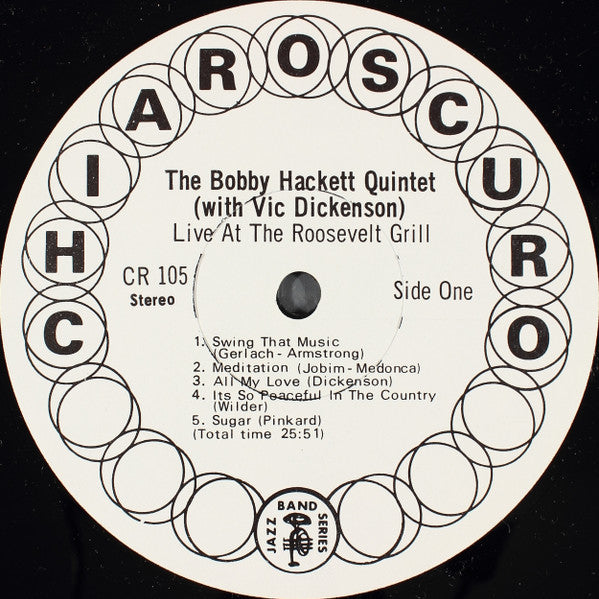 CHIAROSCURO
The Bobby Hackett Quintet
(with Vic Dickenson)
Live At The Roosevelt Grill
CR 105
Stereo
Side One
1. Swing That Music
(Gerlach - Armstrong)
2. Meditation (Jobim - Medonca)
3. All My Love (Dickenson)
4. Its So Peaceful In The Country
(Wilder)
5. Sugar (Pinkard)
(Total time 25:51)
JAZZ BAND SERIES